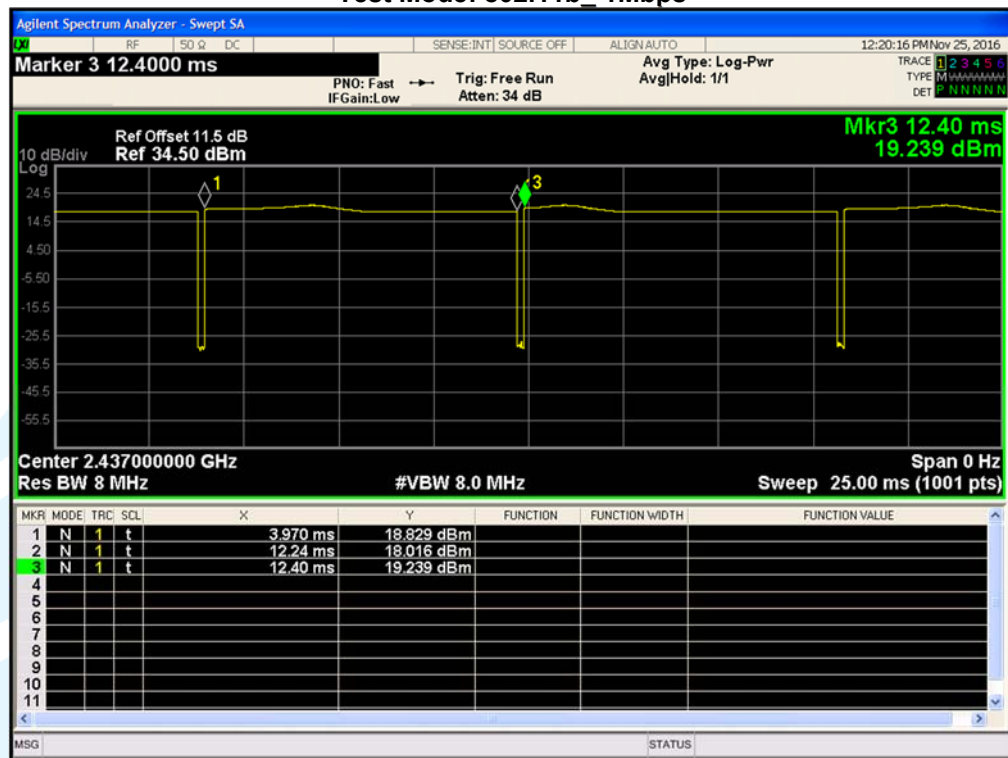 Agilent Spectrum Analyzer - Swept SA
LXI RF 50 Ω DC SENSE:INT SOURCE OFF ALIGN AUTO 12:20:16 PM Nov 25, 2016
Marker 3 12.4000 ms
PNO: Fast
IFGain:Low
Trig: Free Run
Atten: 34 dB
Avg Type: Log-Pwr
Avg|Hold: 1/1
TRACE 1 2 3 4 5 6
TYPE M
DET P N N N N N
Ref Offset 11.5 dB
10 dB/div Ref 34.50 dBm
Log
Mkr3 12.40 ms
19.239 dBm
1
3
24.5
14.5
4.50
-5.50
-15.5
-25.5
-35.5
-45.5
-55.5
Center 2.437000000 GHz Span 0 Hz
Res BW 8 MHz #VBW 8.0 MHz Sweep 25.00 ms (1001 pts)
MKR MODE TRC SCL X Y FUNCTION FUNCTION WIDTH FUNCTION VALUE
1 N 1 t 3.970 ms 18.829 dBm
2 N 1 t 12.24 ms 18.016 dBm
3 N 1 t 12.40 ms 19.239 dBm
4
5
6
7
8
9
10
11
MSG STATUS